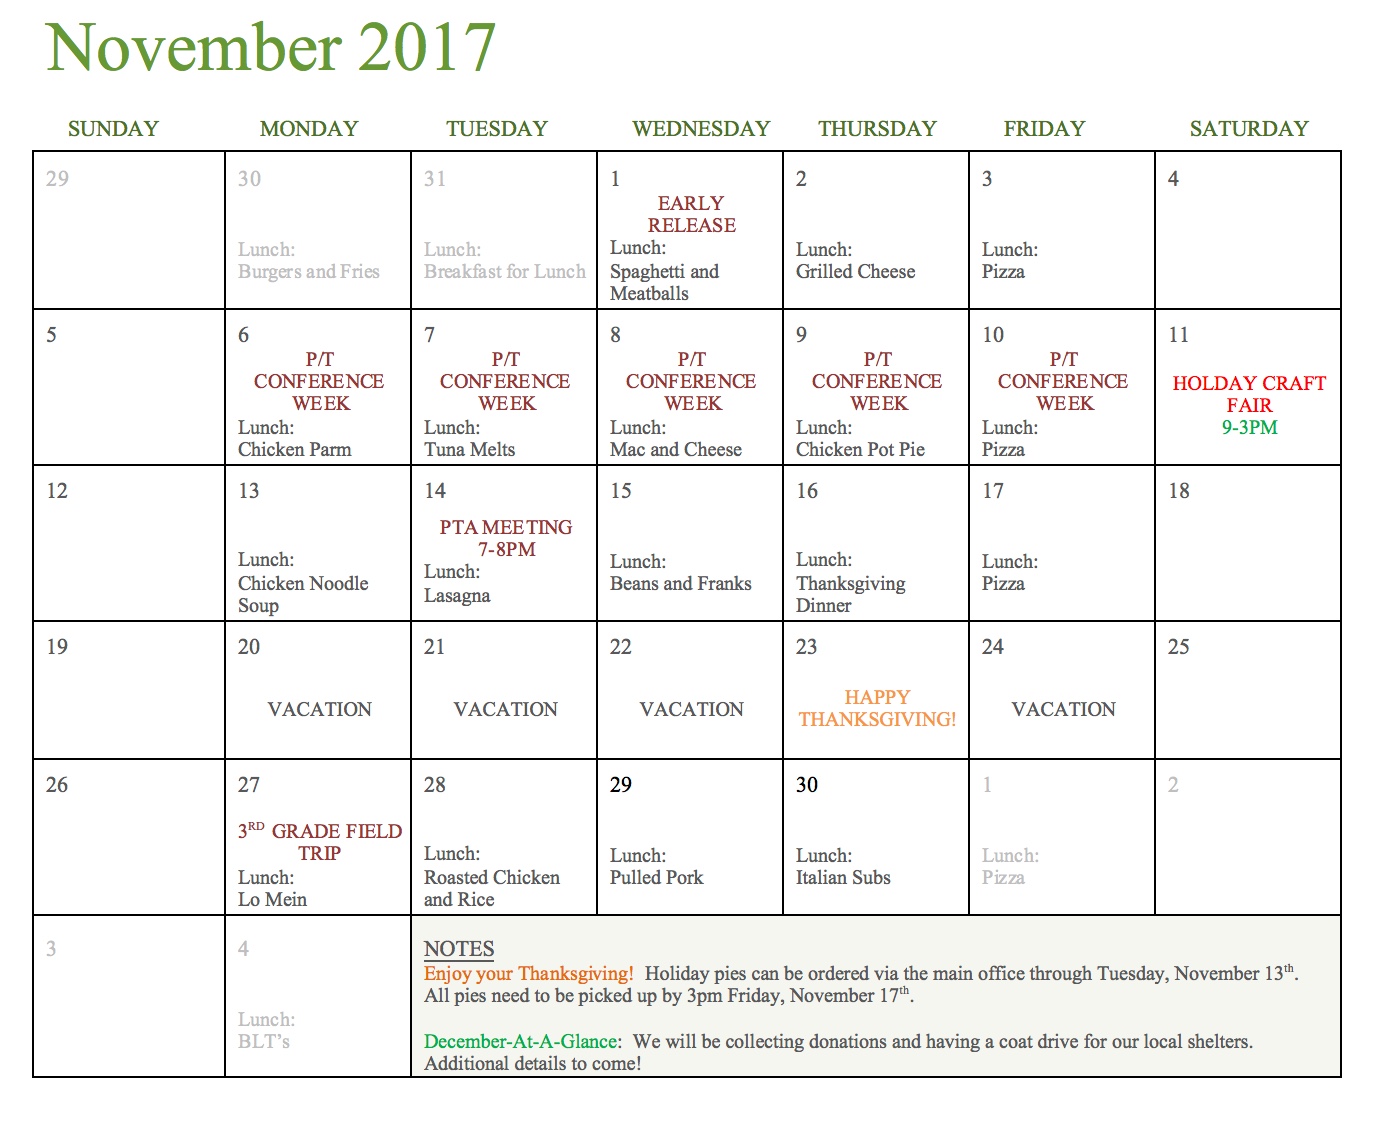 November 2017
SUNDAY MONDAY TUESDAY WEDNESDAY THURSDAY FRIDAY SATURDAY
29
30
Lunch:
Burgers and Fries
31
Lunch:
Breakfast for Lunch
1
EARLY
RELEASE
Lunch:
Spaghetti and
Meatballs
2
Lunch:
Grilled Cheese
3
Lunch:
Pizza
4
5
6
P/T
CONFERENCE
WEEK
Lunch:
Chicken Parm
7
P/T
CONFERENCE
WEEK
Lunch:
Tuna Melts
8
P/T
CONFERENCE
WEEK
Lunch:
Mac and Cheese
9
P/T
CONFERENCE
WEEK
Lunch:
Chicken Pot Pie
10
P/T
CONFERENCE
WEEK
Lunch:
Pizza
11
HOLDAY CRAFT
FAIR
9-3PM
12
13
Lunch:
Chicken Noodle
Soup
14
PTA MEETING
7-8PM
Lunch:
Lasagna
15
Lunch:
Beans and Franks
16
Lunch:
Thanksgiving
Dinner
17
Lunch:
Pizza
18
19
20
VACATION
21
VACATION
22
VACATION
23
HAPPY
THANKSGIVING!
24
VACATION
25
26
27
3RD GRADE FIELD
TRIP
Lunch:
Lo Mein
28
Lunch:
Roasted Chicken
and Rice
29
Lunch:
Pulled Pork
30
Lunch:
Italian Subs
1
Lunch:
Pizza
2
3
4
Lunch:
BLT's
NOTES
Enjoy your Thanksgiving! Holiday pies can be ordered via the main office through Tuesday, November 13th.
All pies need to be picked up by 3pm Friday, November 17th.
December-At-A-Glance: We will be collecting donations and having a coat drive for our local shelters.
Additional details to come!